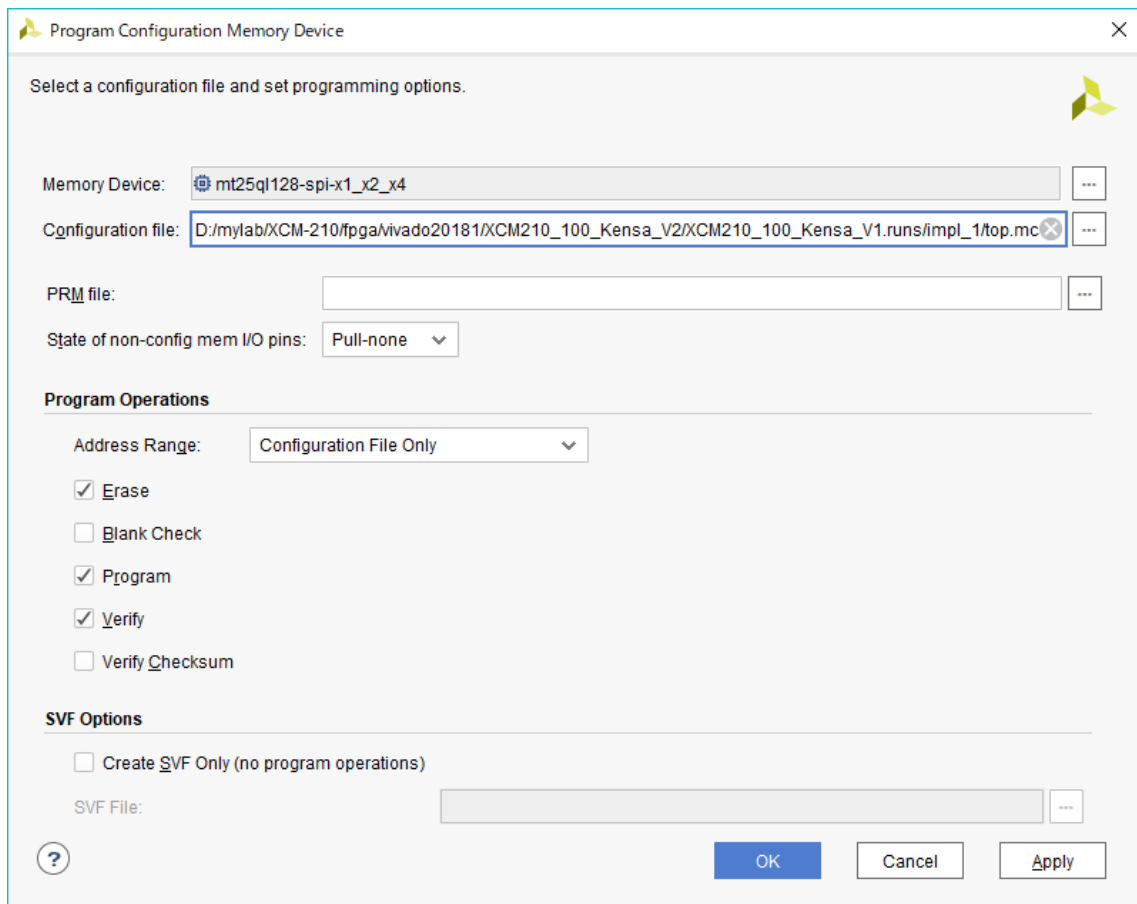 Program Configuration Memory Device
Select a configuration file and set programming options.
Memory Device: mt25ql128-spi-x1_x2_x4 ...
Configuration file: D:/mylab/XCM-210/fpga/vivado20181/XCM210_100_Kensa_V2/XCM210_100_Kensa_V1.runs/impl_1/top.mc ...
PRM file: ...
State of non-config mem I/O pins: Pull-none
Program Operations
Address Range: Configuration File Only
Erase
Blank Check
Program
Verify
Verify Checksum
SVF Options
Create SVF Only (no program operations)
SVF File: ...
? OK Cancel Apply